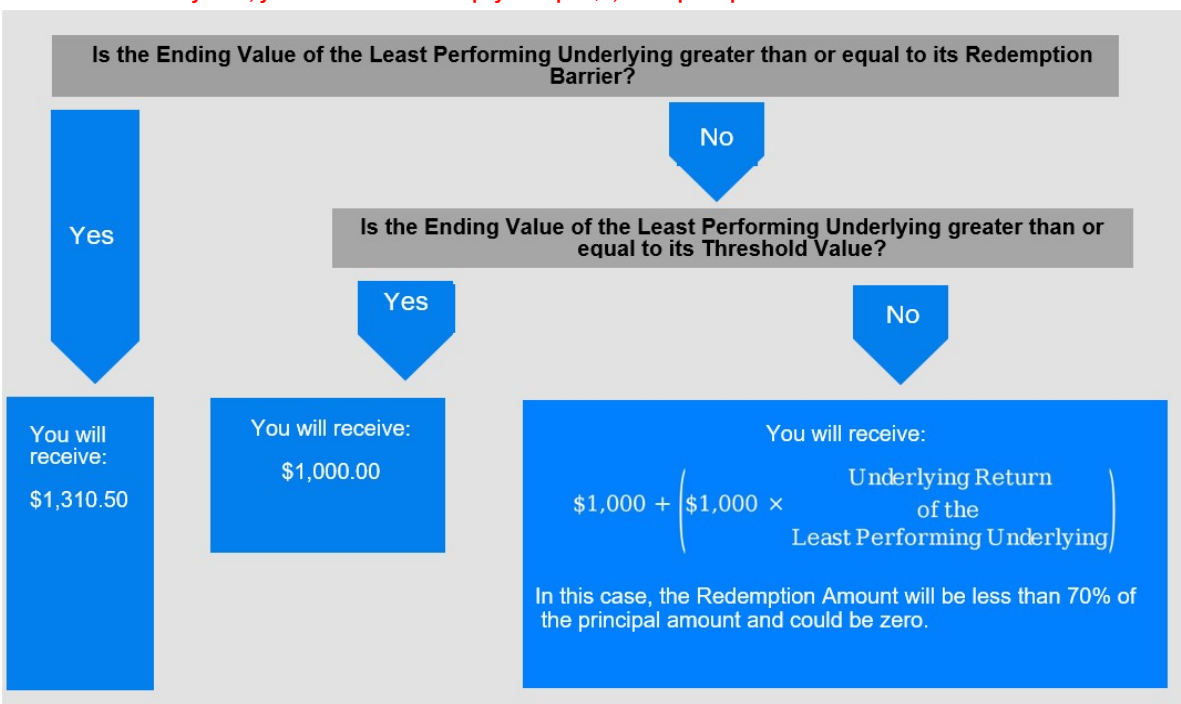 Is the Ending Value of the Least Performing Underlying greater than or equal to its Redemption
Barrier?
No
Yes
Is the Ending Value of the Least Performing Underlying greater than or
equal to its Threshold Value?
Yes
No
You will
receive:
$1,310.50
You will receive:
$1,000.00
You will receive:
$1,000 + ($1,000 × Underlying Return
of the
Least Performing Underlying)
In this case, the Redemption Amount will be less than 70% of
the principal amount and could be zero.